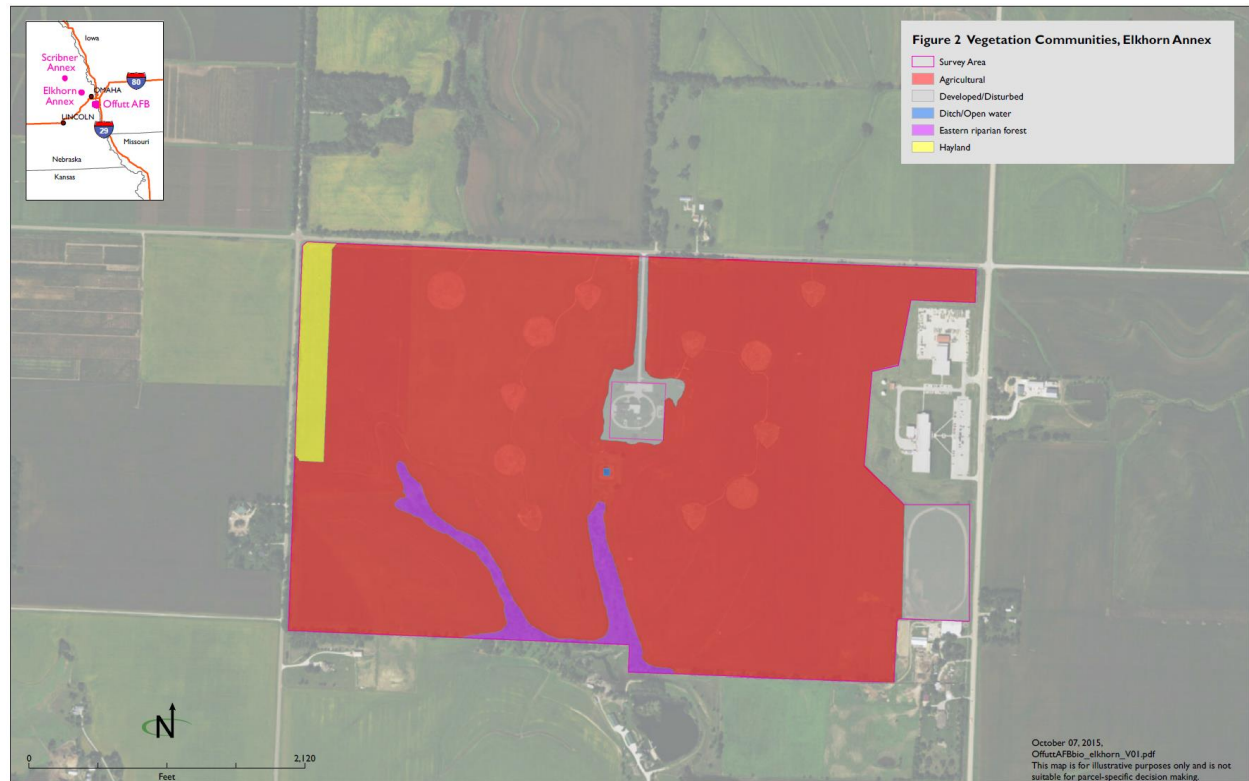 Iowa
Scribner
Annex
80
OMAHA
Elkhorn
Annex
Offutt AFB
LINCOLN
29
Missouri
Nebraska
Kansas
Figure 2 Vegetation Communities, Elkhorn Annex
Survey Area
Agricultural
Developed/Disturbed
Ditch/Open water
Eastern riparian forest
Hayland
N
0
2,120
Feet
October 07, 2015,
OffuttAFBbio_elkhorn_V01.pdf
This map is for illustrative purposes only and is not
suitable for parcel-specific decision making.